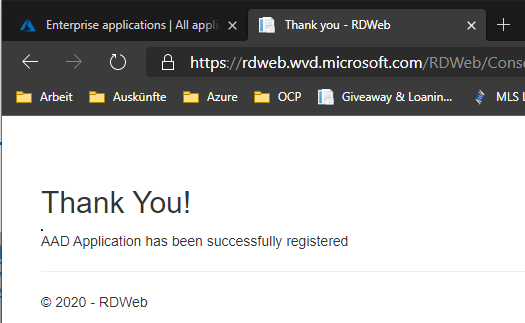 Enterprise applications | All appli
Thank you - RDWeb
https://rdweb.wvd.microsoft.com/RDWeb/Conse
Arbeit
Auskünfte
Azure
OCP
Giveaway & Loanin...
MLS L
Thank You!
AAD Application has been successfully registered
© 2020 - RDWeb